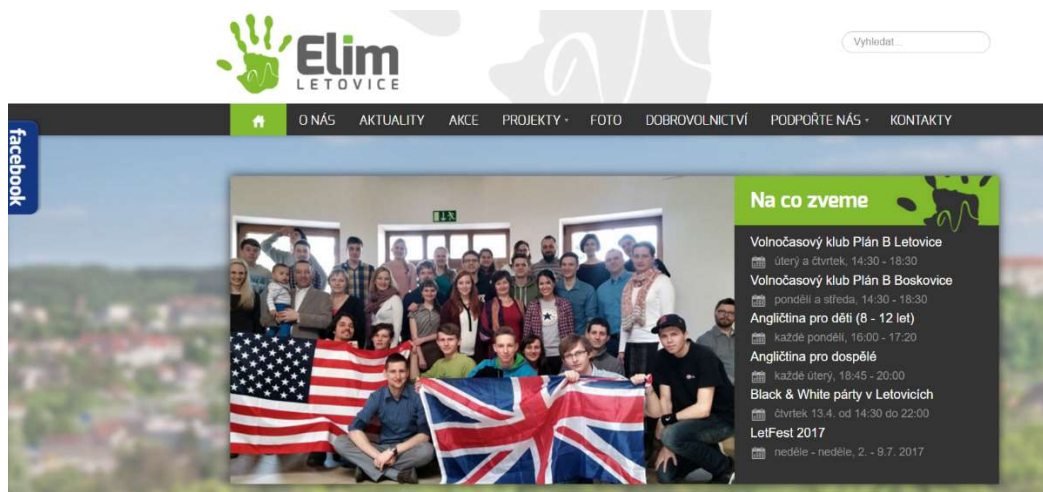 Elim
LETOVICE
Vyhledat...
O NÁS AKTUALITY AKCE PROJEKTY FOTO DOBROVOLNICTVÍ PODPOŘTE NÁS KONTAKTY
facebook
Na co zveme
Volnočasový klub Plán B Letovice
úterý a čtvrtek, 14:30 - 18:30
Volnočasový klub Plán B Boskovice
pondělí a středa, 14:30 - 18:30
Angličtina pro děti (8 - 12 let)
každé pondělí, 16:00 - 17:20
Angličtina pro dospělé
každé úterý, 18:45 - 20:00
Black & White párty v Letovicích
čtvrtek 13.4. od 14:30 do 22:00
LetFest 2017
neděle - neděle, 2. - 9.7. 2017